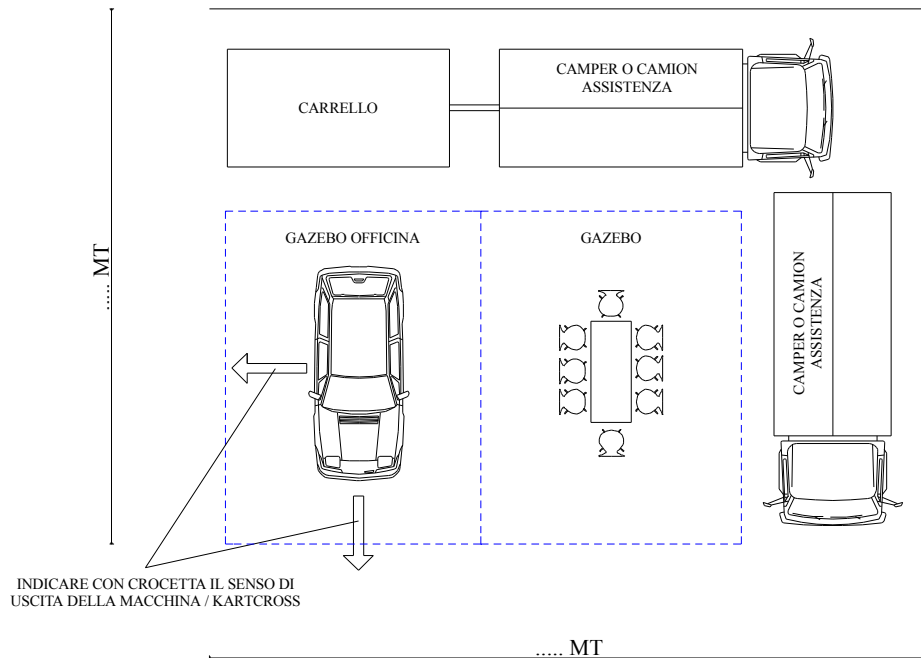 CAMPER O CAMION
ASSISTENZA
CARRELLO
..... MT
GAZEBO OFFICINA
GAZEBO
CAMPER O CAMION
ASSISTENZA
INDICARE CON CROCETTA IL SENSO DI
USCITA DELLA MACCHINA / KARTCROSS
..... MT